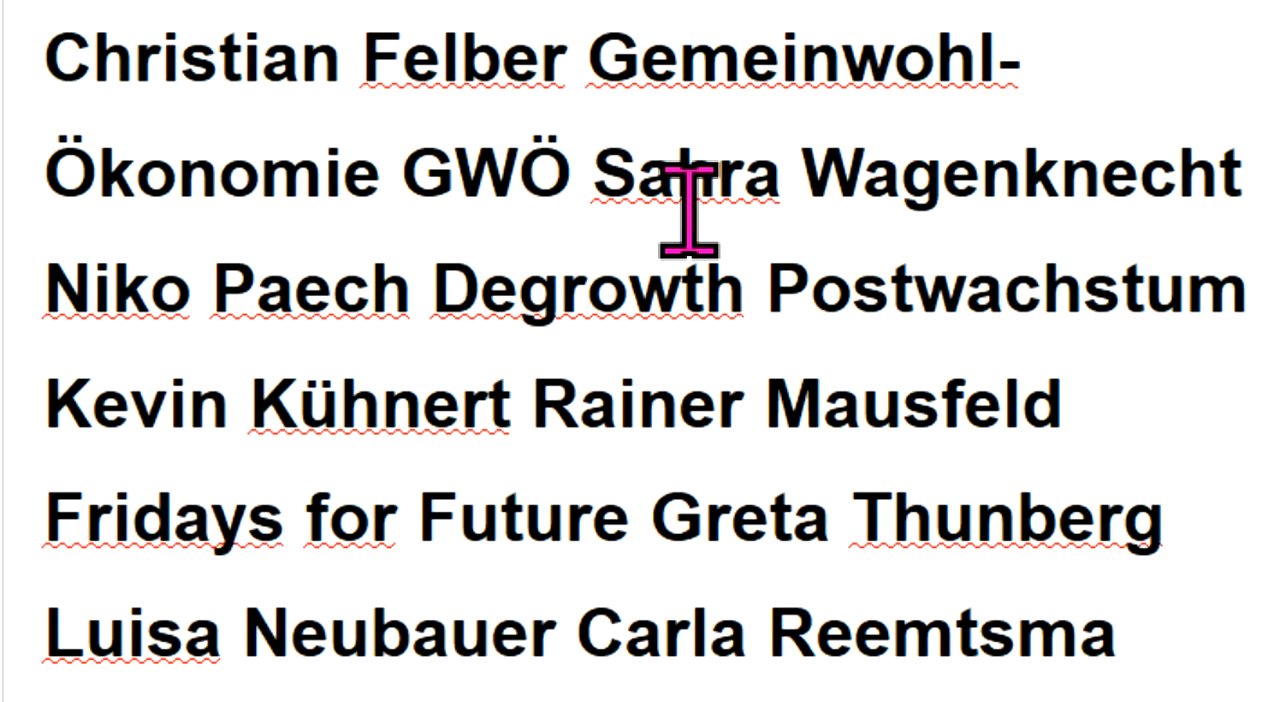 Christian Felber Gemeinwohl-
Ökonomie GWÖ Sahra Wagenknecht
Niko Paech Degrowth Postwachstum
Kevin Kühnert Rainer Mausfeld
Fridays for Future Greta Thunberg
Luisa Neubauer Carla Reemtsma